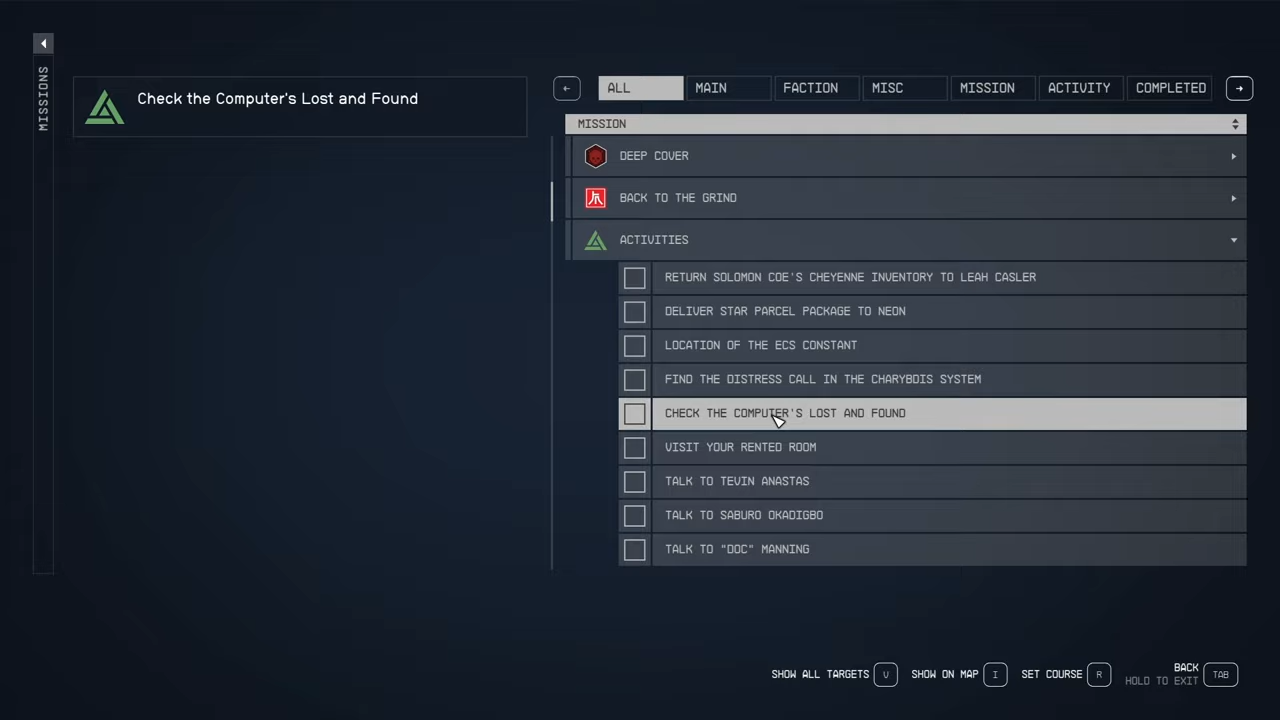 MISSIONS
Check the Computer's Lost and Found
ALL
MAIN
FACTION
MISC
MISSION
ACTIVITY
COMPLETED
MISSION
DEEP COVER
BACK TO THE GRIND
ACTIVITIES
RETURN SOLOMON COE'S CHEYENNE INVENTORY TO LEAH CASLER
DELIVER STAR PARCEL PACKAGE TO NEON
LOCATION OF THE ECS CONSTANT
FIND THE DISTRESS CALL IN THE CHARYBDIS SYSTEM
CHECK THE COMPUTER'S LOST AND FOUND
VISIT YOUR RENTED ROOM
TALK TO TEVIN ANASTAS
TALK TO SABURO OKADIGBO
TALK TO "DOC" MANNING
SHOW ALL TARGETS V
SHOW ON MAP I
SET COURSE R
BACK
HOLD TO EXIT
TAB